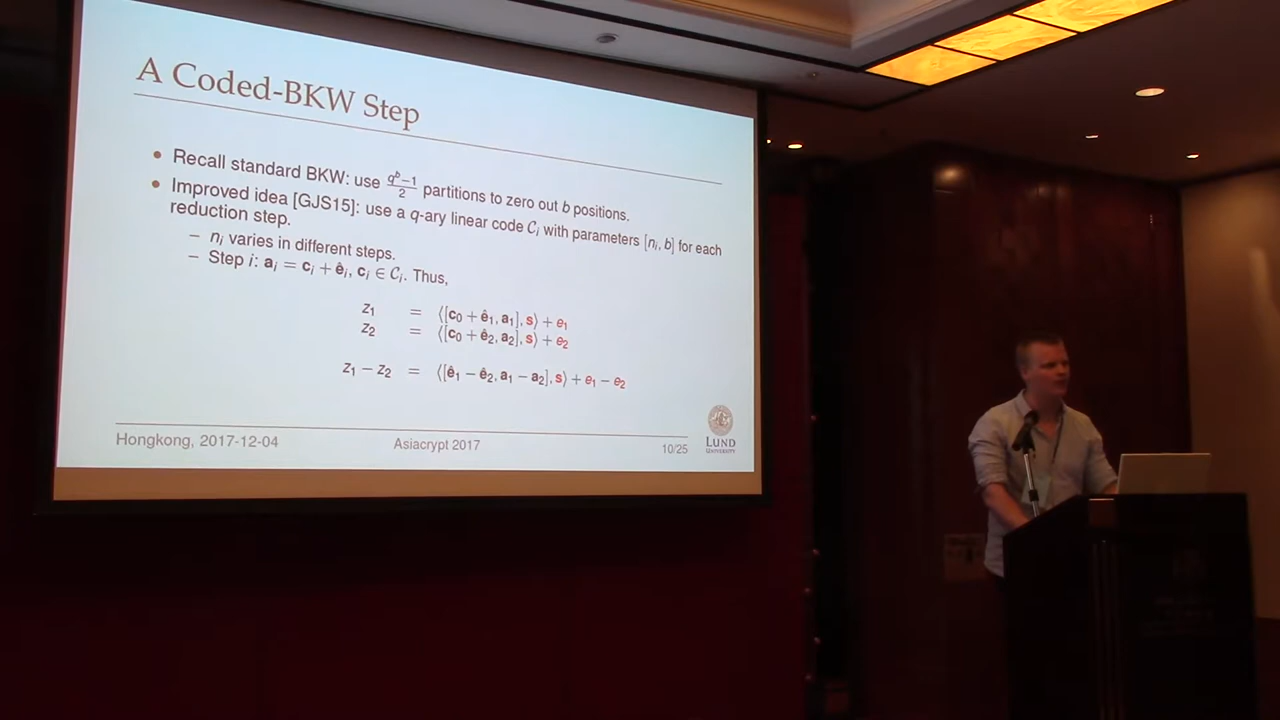 A Coded-BKW Step
• Recall standard BKW: use \frac{q^b-1}{2} partitions to zero out b positions.
• Improved idea [GJS15]: use a q-ary linear code C_i with parameters [n_i, b] for each
reduction step.
– n_i varies in different steps.
– Step i: a_i = c_i + ê_i, c_i ∈ C_i. Thus,
z_1 = ⟨[c_0 + ê_1, a_1], s⟩ + e_1
z_2 = ⟨[c_0 + ê_2, a_2], s⟩ + e_2
z_1 − z_2 = ⟨[ê_1 − ê_2, a_1 − a_2], s⟩ + e_1 − e_2
Hongkong, 2017-12-04 Asiacrypt 2017 10/25
LUND
UNIVERSITY